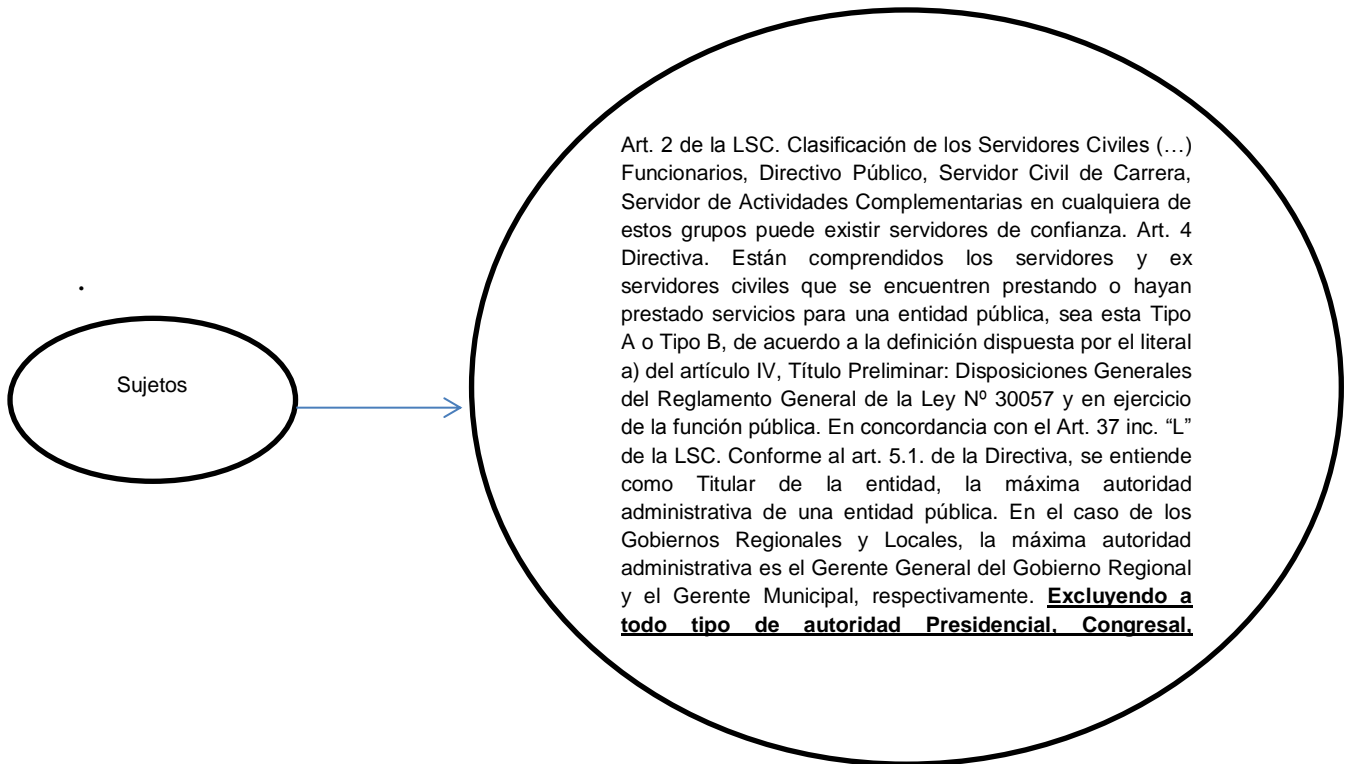 Art. 2 de la LSC. Clasificación de los Servidores Civiles (…)
Funcionarios, Directivo Público, Servidor Civil de Carrera,
Servidor de Actividades Complementarias en cualquiera de
estos grupos puede existir servidores de confianza. Art. 4
Directiva. Están comprendidos los servidores y ex
servidores civiles que se encuentren prestando o hayan
prestado servicios para una entidad pública, sea esta Tipo
A o Tipo B, de acuerdo a la definición dispuesta por el literal
a) del artículo IV, Título Preliminar: Disposiciones Generales
del Reglamento General de la Ley Nº 30057 y en ejercicio
de la función pública. En concordancia con el Art. 37 inc. “L”
de la LSC. Conforme al art. 5.1. de la Directiva, se entiende
como Titular de la entidad, la máxima autoridad
administrativa de una entidad pública. En el caso de los
Gobiernos Regionales y Locales, la máxima autoridad
administrativa es el Gerente General del Gobierno Regional
y el Gerente Municipal, respectivamente. Excluyendo a
todo tipo de autoridad Presidencial, Congresal,
.
Sujetos